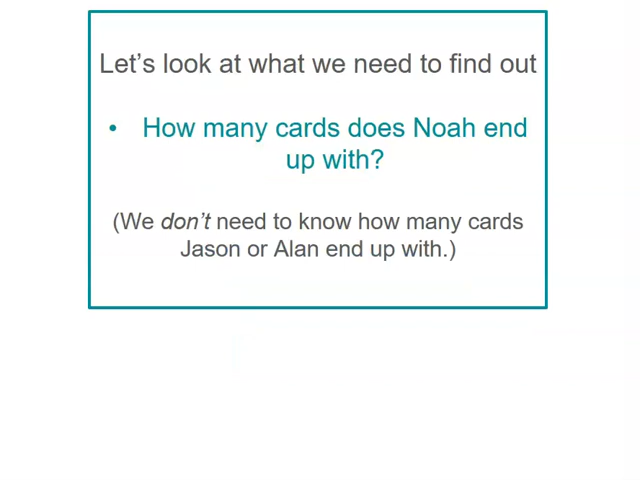 Let's look at what we need to find out
• How many cards does Noah end
up with?
(We don't need to know how many cards
Jason or Alan end up with.)